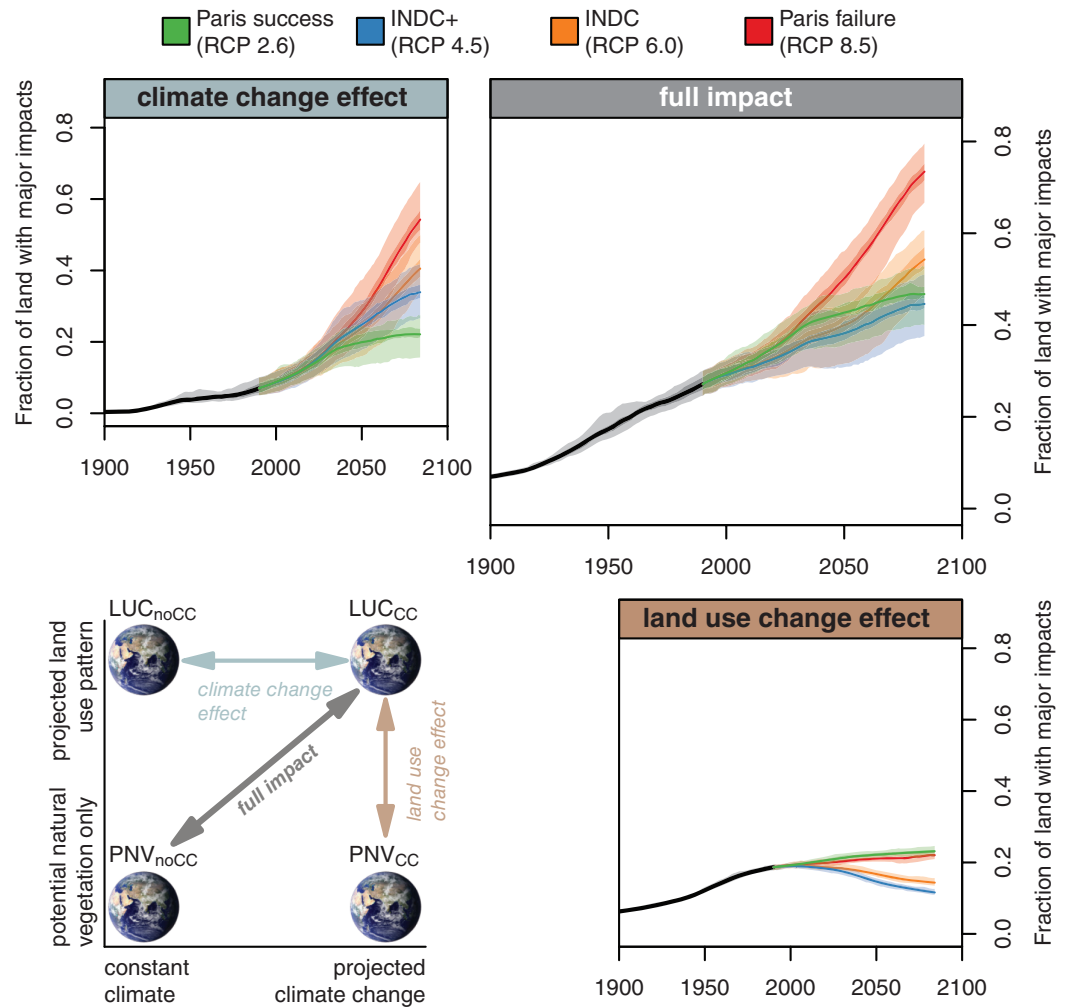 Paris success
(RCP 2.6)
INDC+
(RCP 4.5)
INDC
(RCP 6.0)
Paris failure
(RCP 8.5)
climate change effect
Fraction of land with major impacts
0.8
0.6
0.4
0.2
0.0
1900
1950
2000
2050
2100
full impact
Fraction of land with major impacts
0.8
0.6
0.4
0.2
0.0
1900
1950
2000
2050
2100
projected land
use pattern
potential natural
vegetation only
LUCnoCC
LUCCC
climate change
effect
full impact
land use
change effect
PNVnoCC
PNVCC
constant
climate
projected
climate change
land use change effect
Fraction of land with major impacts
0.8
0.6
0.4
0.2
0.0
1900
1950
2000
2050
2100